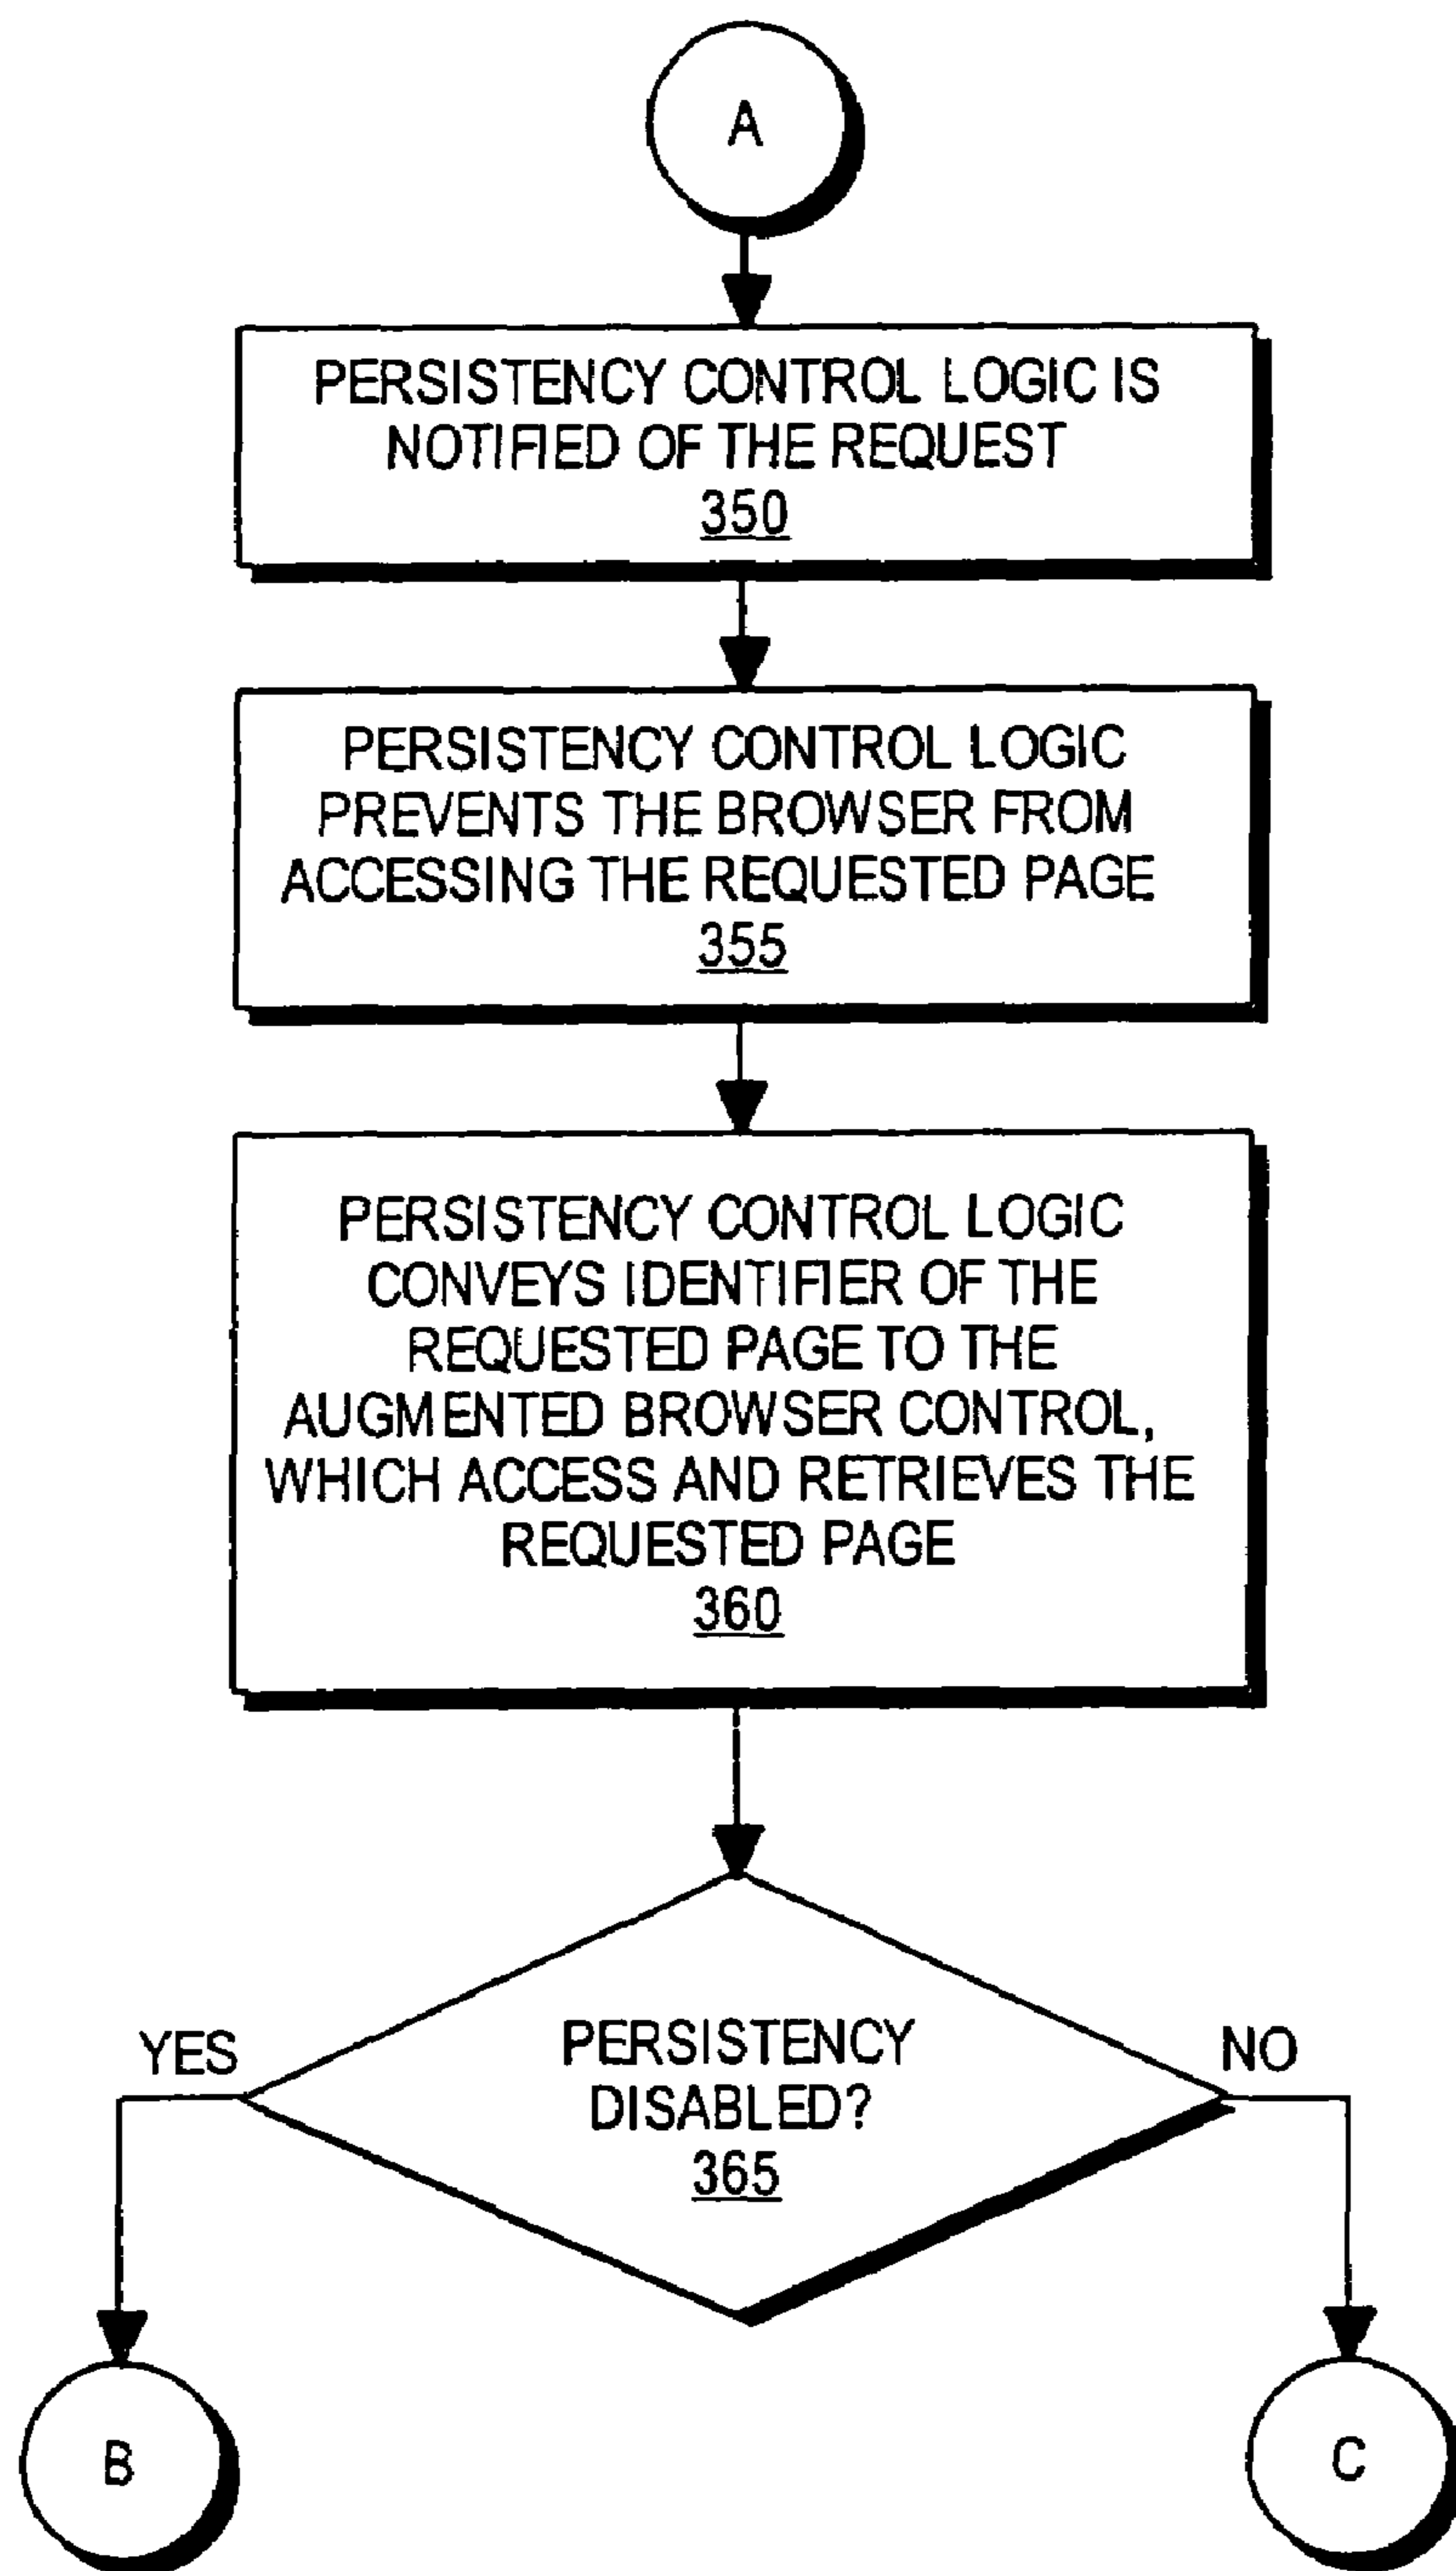 A
PERSISTENCY CONTROL LOGIC IS
NOTIFIED OF THE REQUEST
350
PERSISTENCY CONTROL LOGIC
PREVENTS THE BROWSER FROM
ACCESSING THE REQUESTED PAGE
355
PERSISTENCY CONTROL LOGIC
CONVEYS IDENTIFIER OF THE
REQUESTED PAGE TO THE
AUGMENTED BROWSER CONTROL,
WHICH ACCESS AND RETRIEVES THE
REQUESTED PAGE
360
YES
PERSISTENCY
DISABLED?
365
NO
B
C